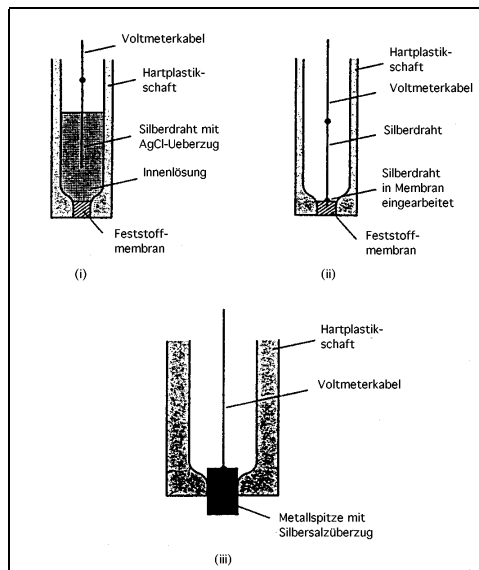 Voltmeterkabel
Hartplastik-
schaft
Silberdraht mit
AgCl-Ueberzug
Innenlösung
Feststoff-
membran
(i)
Hartplastik-
schaft
Voltmeterkabel
Silberdraht
Silberdraht
in Membran
eingearbeitet
Feststoff-
membran
(ii)
Hartplastik-
schaft
Voltmeterkabel
Metallspitze mit
Silbersalzüberzug
(iii)